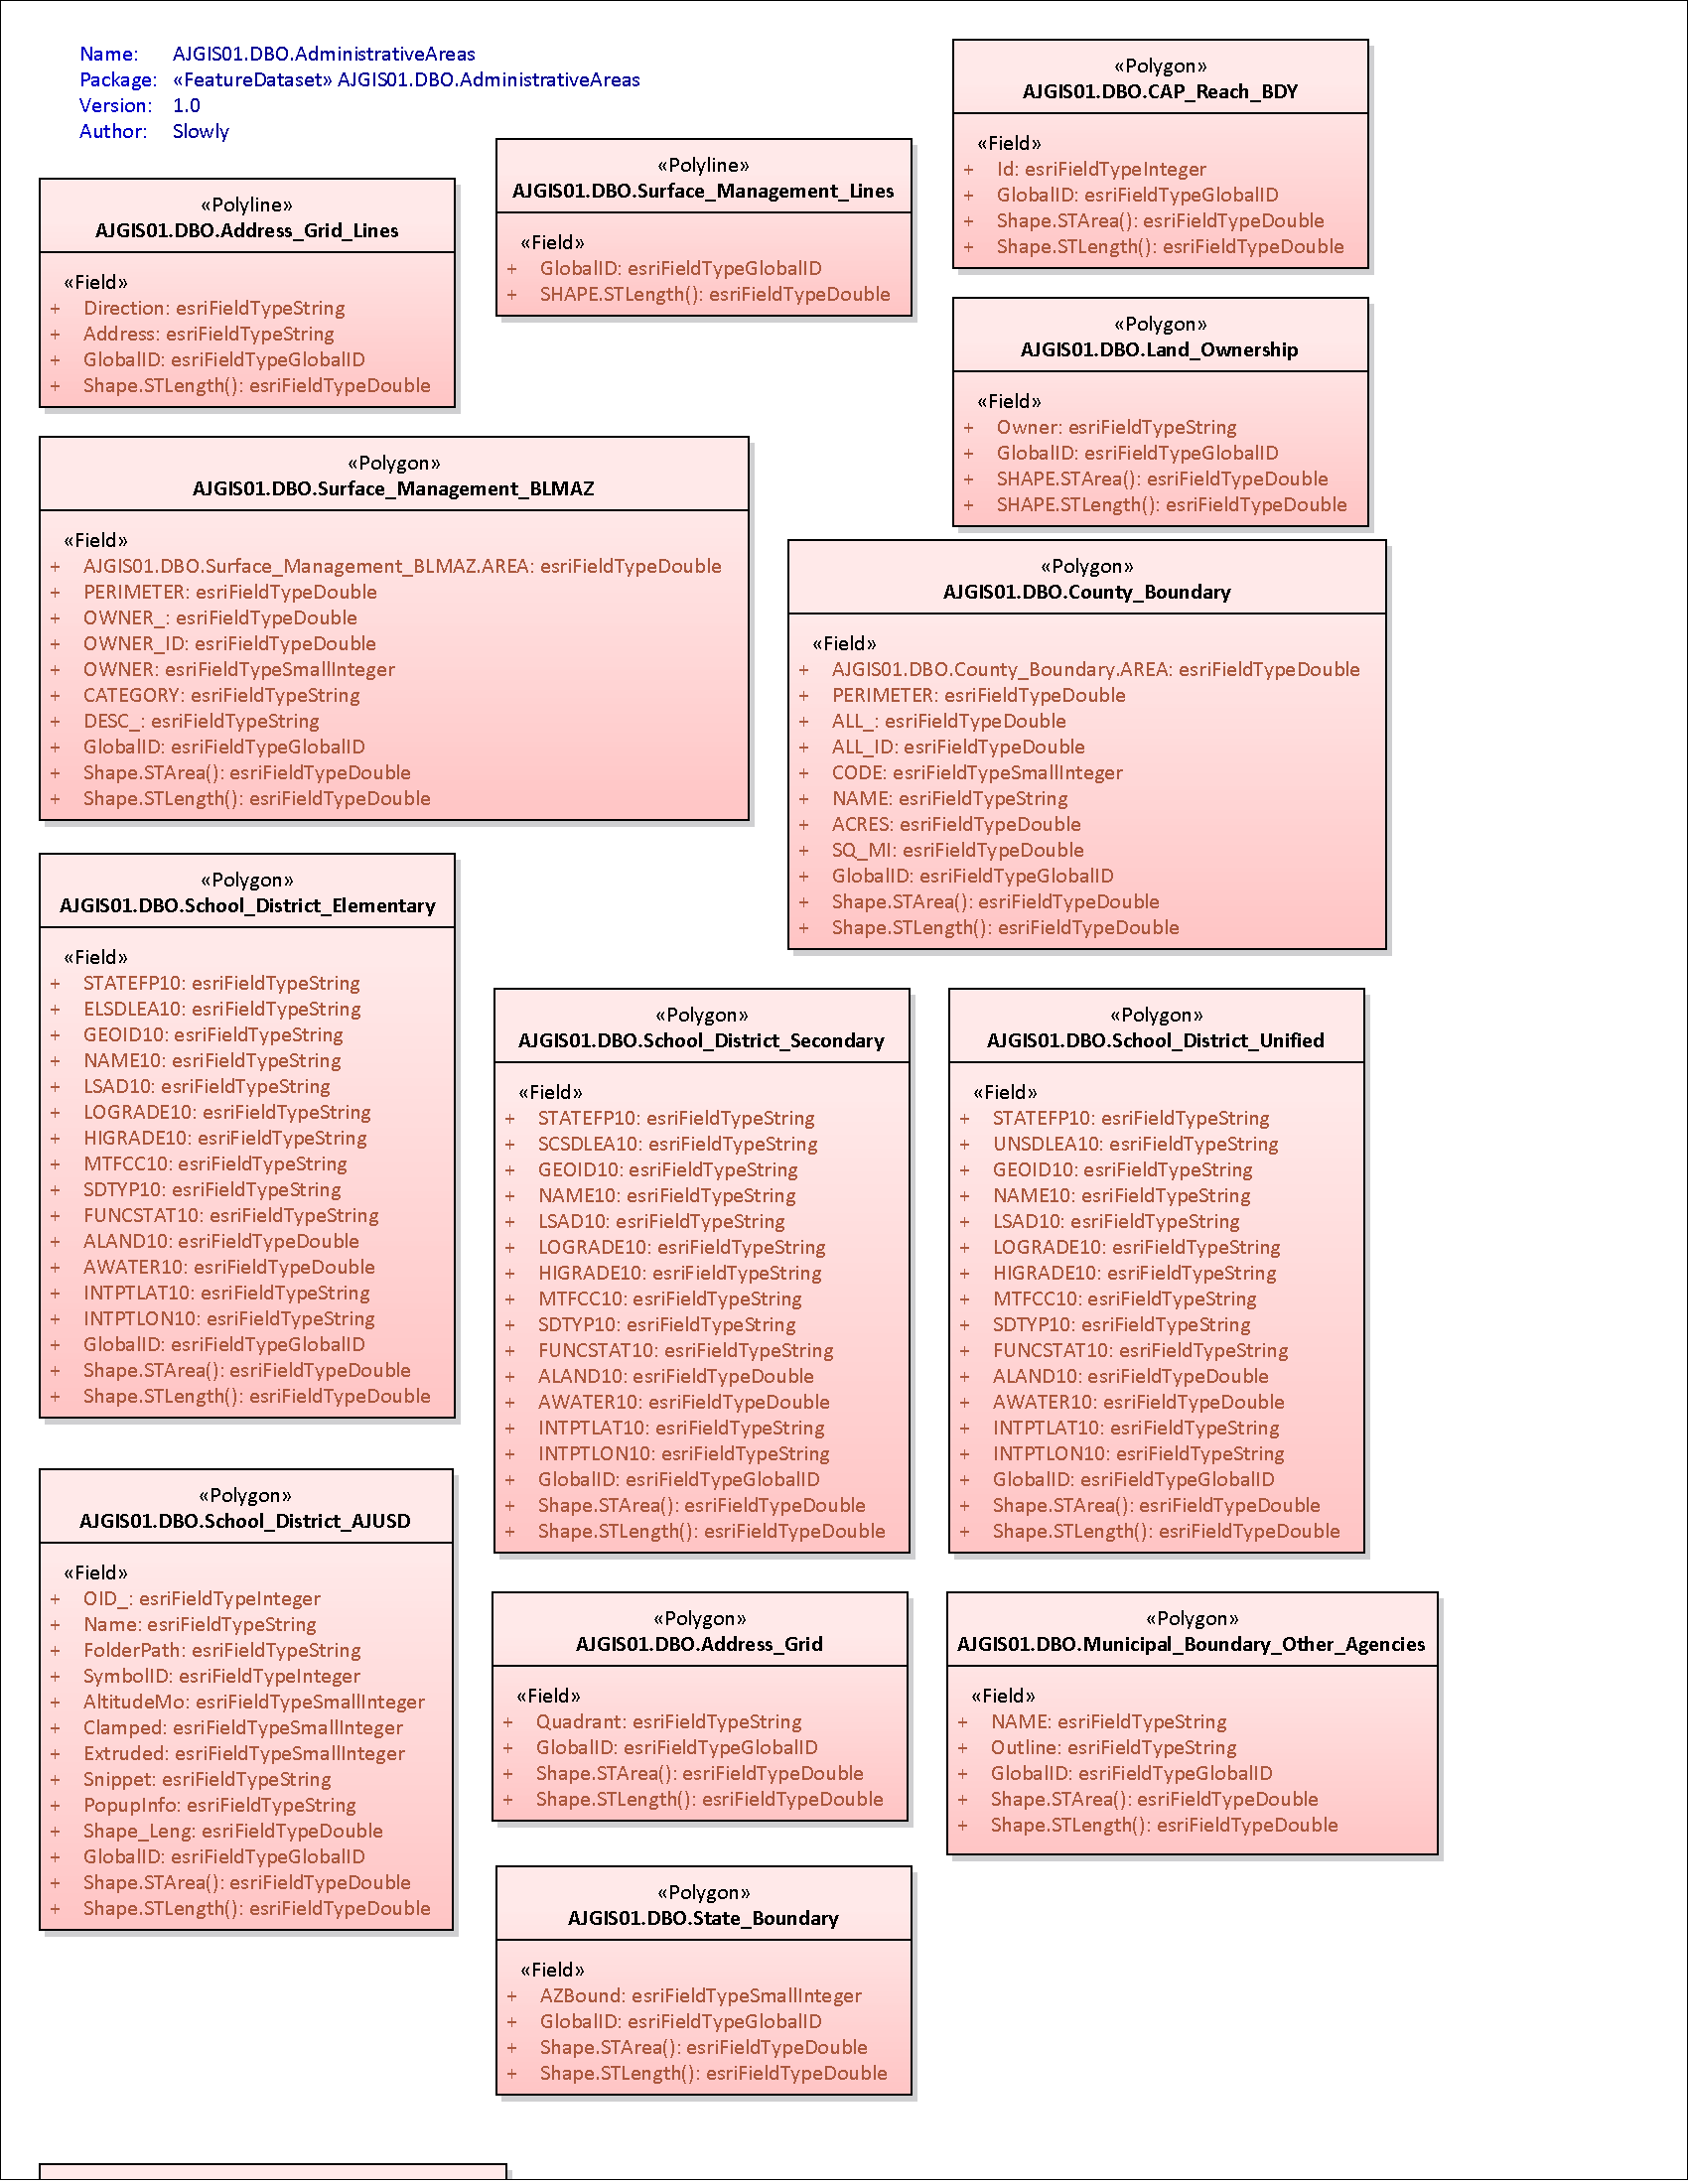 Name: AJGIS01.DBO.AdministrativeAreas
Package: «FeatureDataset» AJGIS01.DBO.AdministrativeAreas
Version: 1.0
Author: Slowly
«Polygon»
AJGIS01.DBO.CAP_Reach_BDY
«Field»
+ Id: esriFieldTypeInteger
+ GlobalID: esriFieldTypeGlobalID
+ Shape.STArea(): esriFieldTypeDouble
+ Shape.STLength(): esriFieldTypeDouble
«Polyline»
AJGIS01.DBO.Surface_Management_Lines
«Field»
+ GlobalID: esriFieldTypeGlobalID
+ SHAPE.STLength(): esriFieldTypeDouble
«Polyline»
AJGIS01.DBO.Address_Grid_Lines
«Field»
+ Direction: esriFieldTypeString
+ Address: esriFieldTypeString
+ GlobalID: esriFieldTypeGlobalID
+ Shape.STLength(): esriFieldTypeDouble
«Polygon»
AJGIS01.DBO.Land_Ownership
«Field»
+ Owner: esriFieldTypeString
+ GlobalID: esriFieldTypeGlobalID
+ SHAPE.STArea(): esriFieldTypeDouble
+ SHAPE.STLength(): esriFieldTypeDouble
«Polygon»
AJGIS01.DBO.Surface_Management_BLMAZ
«Field»
+ AJGIS01.DBO.Surface_Management_BLMAZ.AREA: esriFieldTypeDouble
+ PERIMETER: esriFieldTypeDouble
+ OWNER_: esriFieldTypeDouble
+ OWNER_ID: esriFieldTypeDouble
+ OWNER: esriFieldTypeSmallInteger
+ CATEGORY: esriFieldTypeString
+ DESC_: esriFieldTypeString
+ GlobalID: esriFieldTypeGlobalID
+ Shape.STArea(): esriFieldTypeDouble
+ Shape.STLength(): esriFieldTypeDouble
«Polygon»
AJGIS01.DBO.County_Boundary
«Field»
+ AJGIS01.DBO.County_Boundary.AREA: esriFieldTypeDouble
+ PERIMETER: esriFieldTypeDouble
+ ALL_: esriFieldTypeDouble
+ ALL_ID: esriFieldTypeDouble
+ CODE: esriFieldTypeSmallInteger
+ NAME: esriFieldTypeString
+ ACRES: esriFieldTypeDouble
+ SQ_MI: esriFieldTypeDouble
+ GlobalID: esriFieldTypeGlobalID
+ Shape.STArea(): esriFieldTypeDouble
+ Shape.STLength(): esriFieldTypeDouble
«Polygon»
AJGIS01.DBO.School_District_Elementary
«Field»
+ STATEFP10: esriFieldTypeString
+ ELSDLEA10: esriFieldTypeString
+ GEOID10: esriFieldTypeString
+ NAME10: esriFieldTypeString
+ LSAD10: esriFieldTypeString
+ LOGRADE10: esriFieldTypeString
+ HIGRADE10: esriFieldTypeString
+ MTFCC10: esriFieldTypeString
+ SDTYP10: esriFieldTypeString
+ FUNCSTAT10: esriFieldTypeString
+ ALAND10: esriFieldTypeDouble
+ AWATER10: esriFieldTypeDouble
+ INTPTLAT10: esriFieldTypeString
+ INTPTLON10: esriFieldTypeString
+ GlobalID: esriFieldTypeGlobalID
+ Shape.STArea(): esriFieldTypeDouble
+ Shape.STLength(): esriFieldTypeDouble
«Polygon»
AJGIS01.DBO.School_District_Secondary
«Field»
+ STATEFP10: esriFieldTypeString
+ SCSDLEA10: esriFieldTypeString
+ GEOID10: esriFieldTypeString
+ NAME10: esriFieldTypeString
+ LSAD10: esriFieldTypeString
+ LOGRADE10: esriFieldTypeString
+ HIGRADE10: esriFieldTypeString
+ MTFCC10: esriFieldTypeString
+ SDTYP10: esriFieldTypeString
+ FUNCSTAT10: esriFieldTypeString
+ ALAND10: esriFieldTypeDouble
+ AWATER10: esriFieldTypeDouble
+ INTPTLAT10: esriFieldTypeString
+ INTPTLON10: esriFieldTypeString
+ GlobalID: esriFieldTypeGlobalID
+ Shape.STArea(): esriFieldTypeDouble
+ Shape.STLength(): esriFieldTypeDouble
«Polygon»
AJGIS01.DBO.School_District_Unified
«Field»
+ STATEFP10: esriFieldTypeString
+ UNSDLEA10: esriFieldTypeString
+ GEOID10: esriFieldTypeString
+ NAME10: esriFieldTypeString
+ LSAD10: esriFieldTypeString
+ LOGRADE10: esriFieldTypeString
+ HIGRADE10: esriFieldTypeString
+ MTFCC10: esriFieldTypeString
+ SDTYP10: esriFieldTypeString
+ FUNCSTAT10: esriFieldTypeString
+ ALAND10: esriFieldTypeDouble
+ AWATER10: esriFieldTypeDouble
+ INTPTLAT10: esriFieldTypeString
+ INTPTLON10: esriFieldTypeString
+ GlobalID: esriFieldTypeGlobalID
+ Shape.STArea(): esriFieldTypeDouble
+ Shape.STLength(): esriFieldTypeDouble
«Polygon»
AJGIS01.DBO.School_District_AJUSD
«Field»
+ OID_: esriFieldTypeInteger
+ Name: esriFieldTypeString
+ FolderPath: esriFieldTypeString
+ SymbolID: esriFieldTypeInteger
+ AltitudeMo: esriFieldTypeSmallInteger
+ Clamped: esriFieldTypeSmallInteger
+ Extruded: esriFieldTypeSmallInteger
+ Snippet: esriFieldTypeString
+ PopupInfo: esriFieldTypeString
+ Shape_Leng: esriFieldTypeDouble
+ GlobalID: esriFieldTypeGlobalID
+ Shape.STArea(): esriFieldTypeDouble
+ Shape.STLength(): esriFieldTypeDouble
«Polygon»
AJGIS01.DBO.Address_Grid
«Field»
+ Quadrant: esriFieldTypeString
+ GlobalID: esriFieldTypeGlobalID
+ Shape.STArea(): esriFieldTypeDouble
+ Shape.STLength(): esriFieldTypeDouble
«Polygon»
AJGIS01.DBO.Municipal_Boundary_Other_Agencies
«Field»
+ NAME: esriFieldTypeString
+ Outline: esriFieldTypeString
+ GlobalID: esriFieldTypeGlobalID
+ Shape.STArea(): esriFieldTypeDouble
+ Shape.STLength(): esriFieldTypeDouble
«Polygon»
AJGIS01.DBO.State_Boundary
«Field»
+ AZBound: esriFieldTypeSmallInteger
+ GlobalID: esriFieldTypeGlobalID
+ Shape.STArea(): esriFieldTypeDouble
+ Shape.STLength(): esriFieldTypeDouble